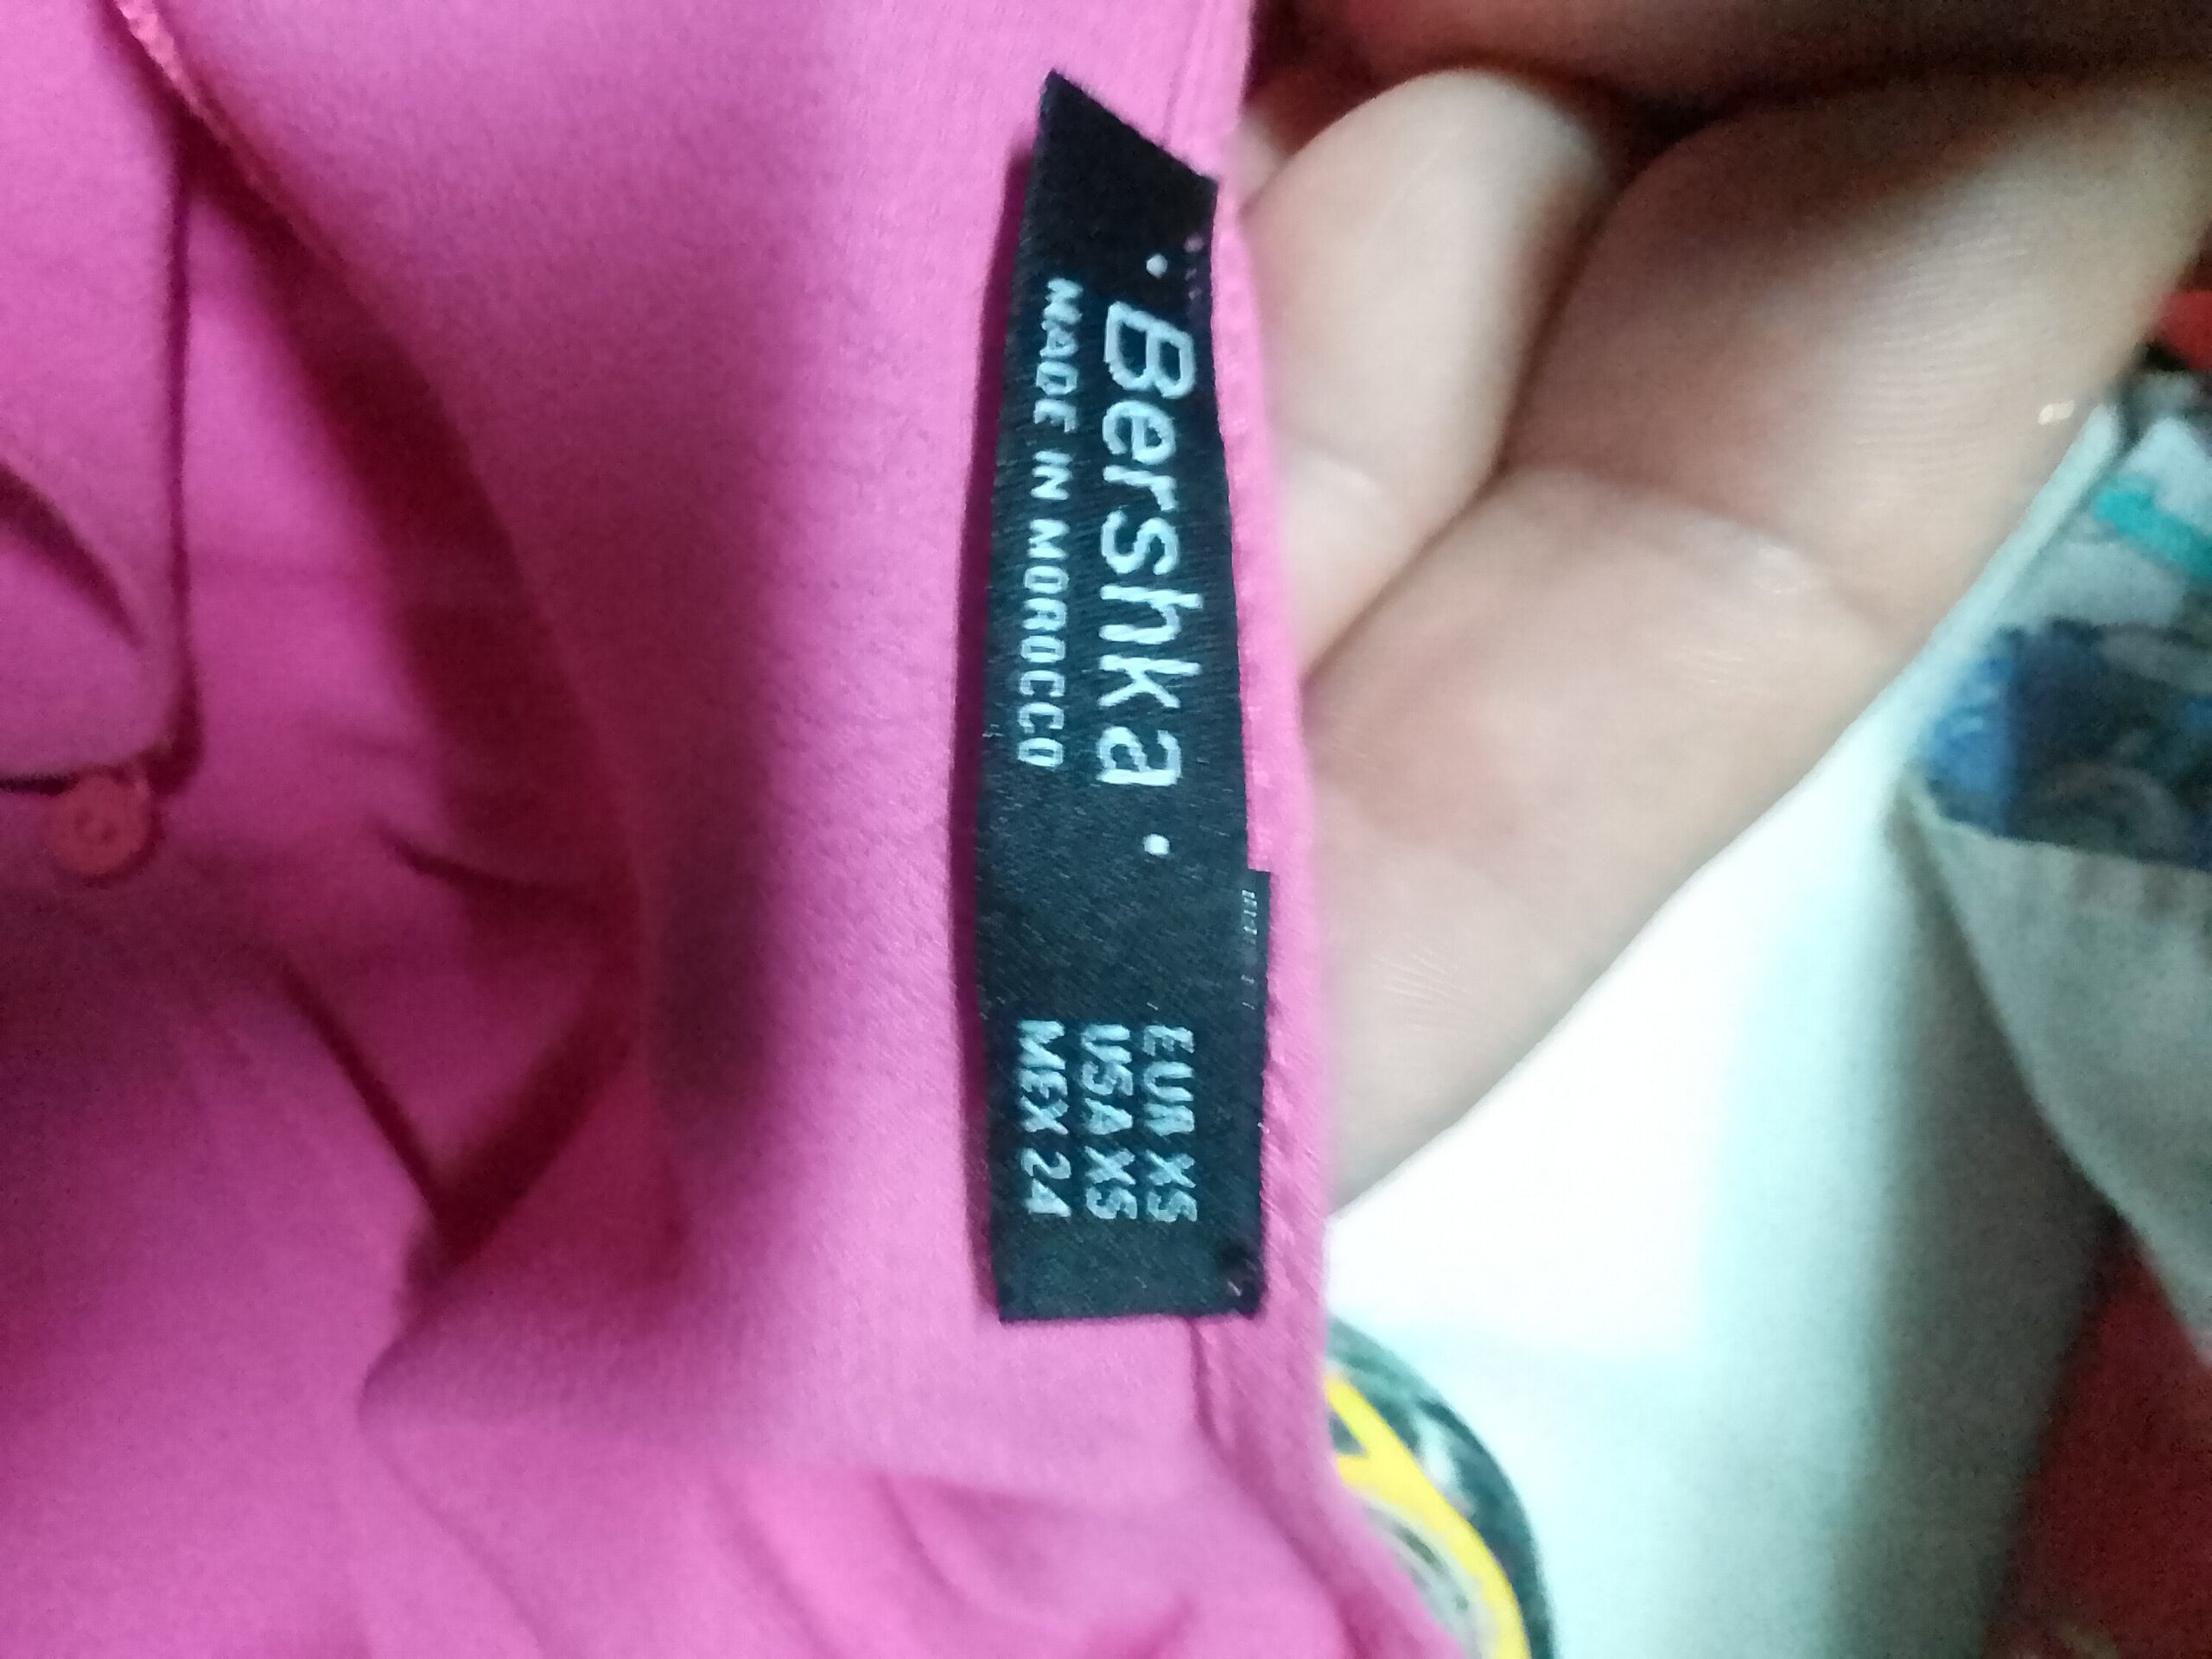 • Bershka •
MADE IN MOROCCO
EUR XS
USA XS
MEX 24